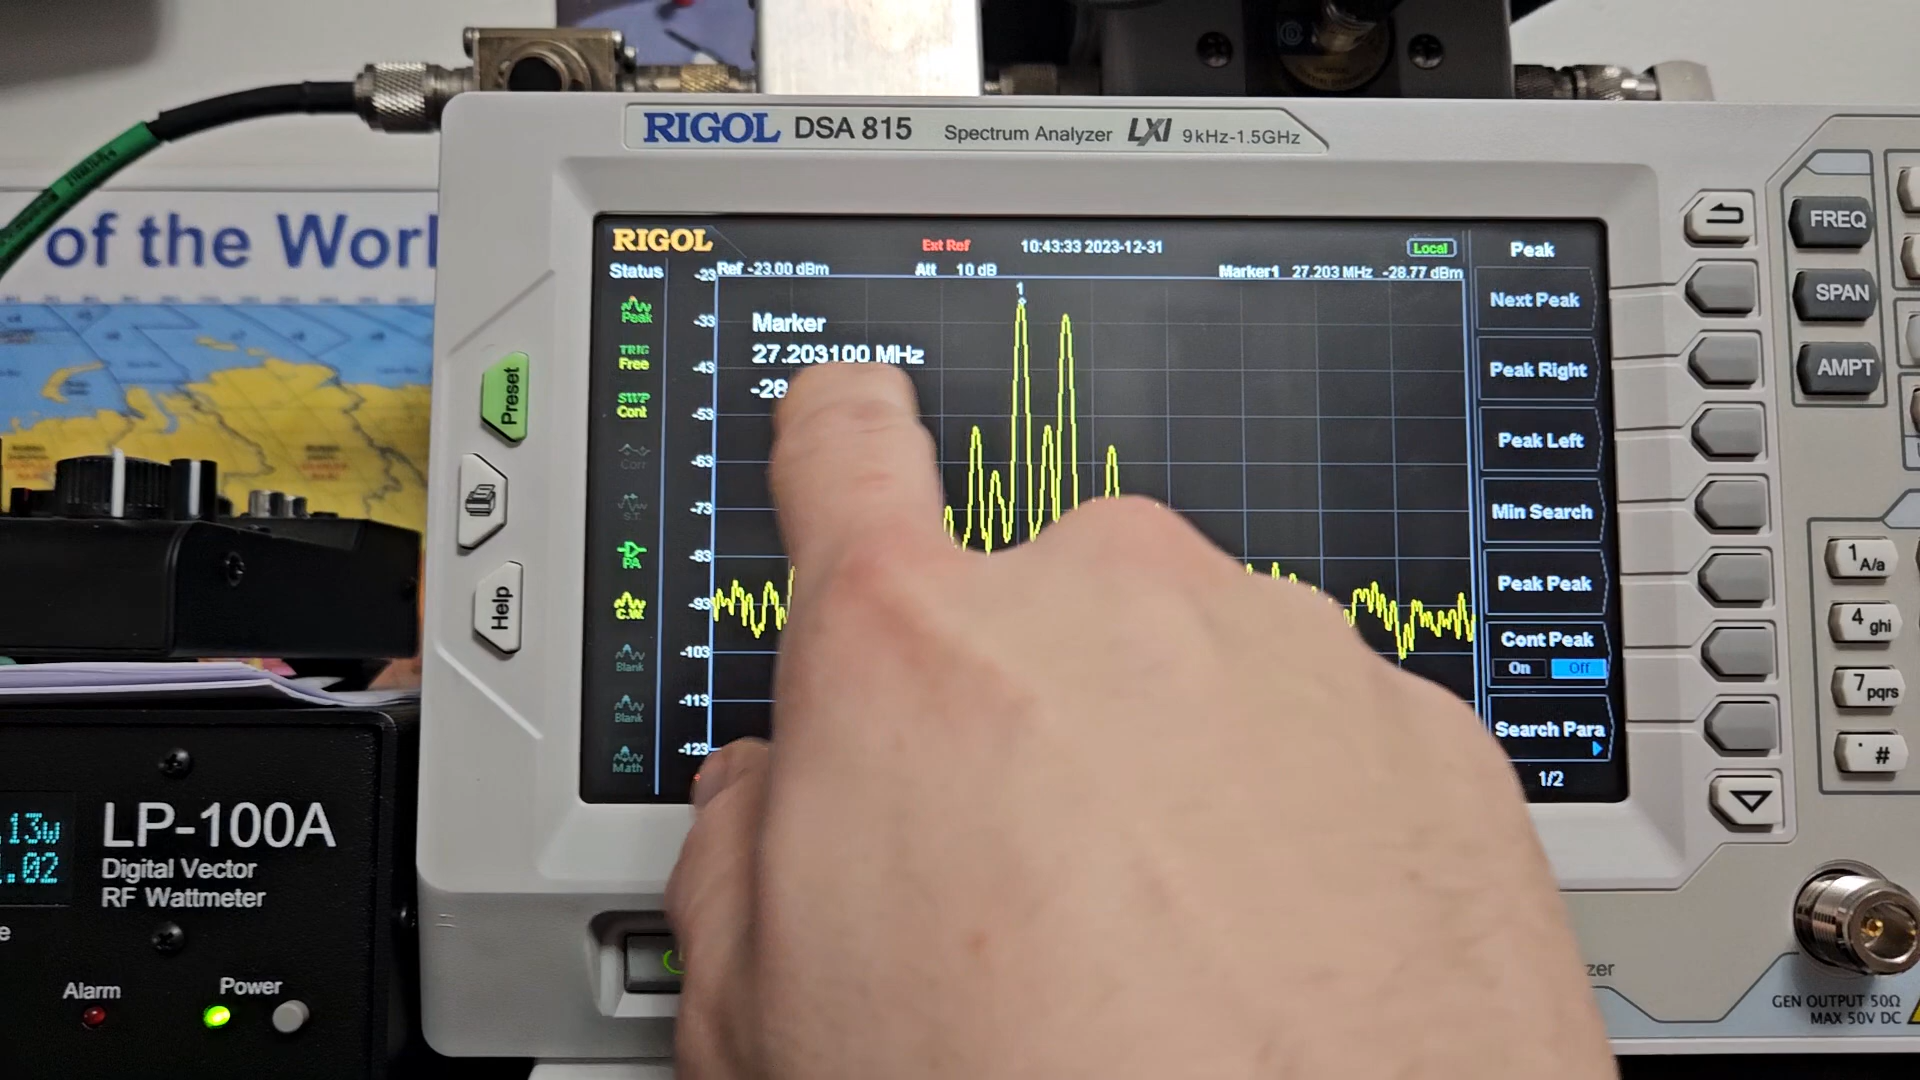 RIGOL DSA 815 Spectrum Analyzer LXI 9kHz-1.5GHz
of the Worl
RIGOL
Ext Ref
10:43:33 2023-12-31
Local
Status
Ref -23.00 dBm
Att 10 dB
Marker1 27.203 MHz -28.77 dBm
-23
-33
-43
-53
-63
-73
-83
-93
-103
-113
-123
1
Marker
27.203100 MHz
-28
Peak
TRIG
Free
SWP
Cont
Corr
S.T.
PA
C.W.
Blank
Blank
Math
Peak
Next Peak
Peak Right
Peak Left
Min Search
Peak Peak
Cont Peak
On Off
Search Para
1/2
Preset
Help
FREQ
SPAN
AMPT
1 A/a
4 ghi
7 pqrs
. #
zer
GEN OUTPUT 50Ω
MAX 50V DC
.13w
.02
LP-100A
Digital Vector
RF Wattmeter
e
Alarm
Power